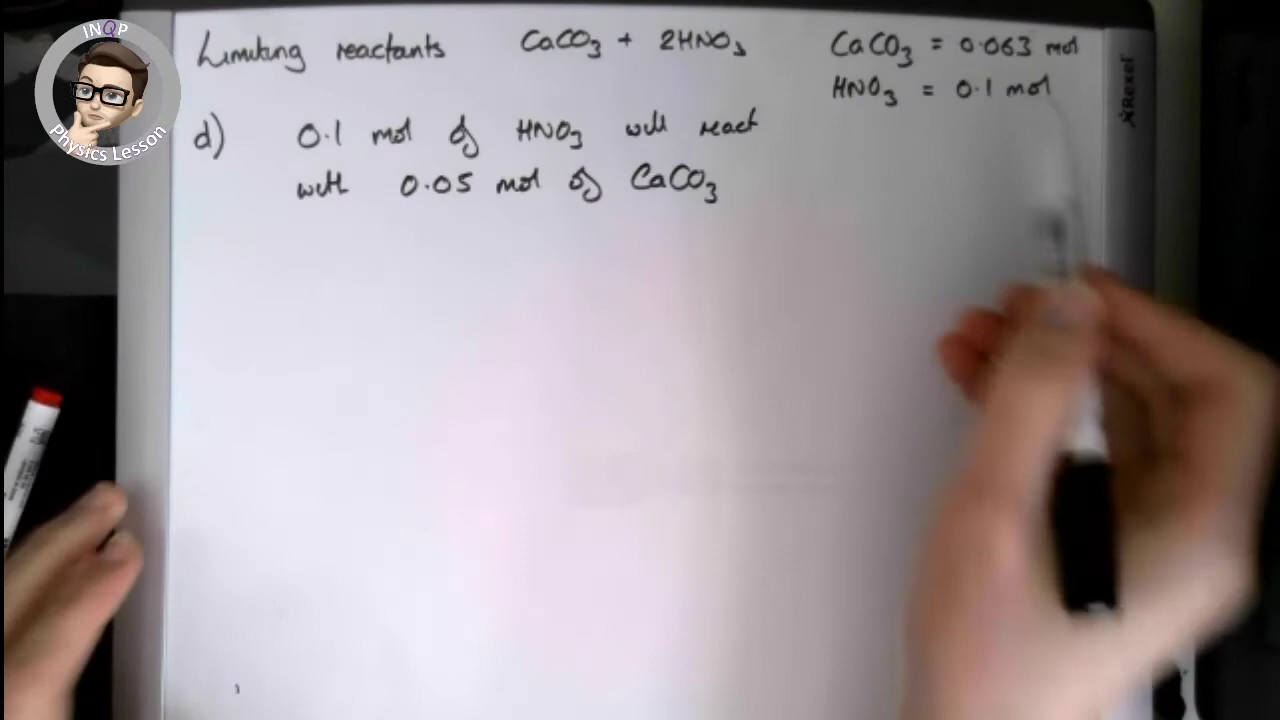 INQP
Physics Lesson
Limiting reactants CaCO3 + 2HNO3 CaCO3 = 0.063 mol
HNO3 = 0.1 mol
d) 0.1 mol of HNO3 will react
with 0.05 mol of CaCO3
Rexel